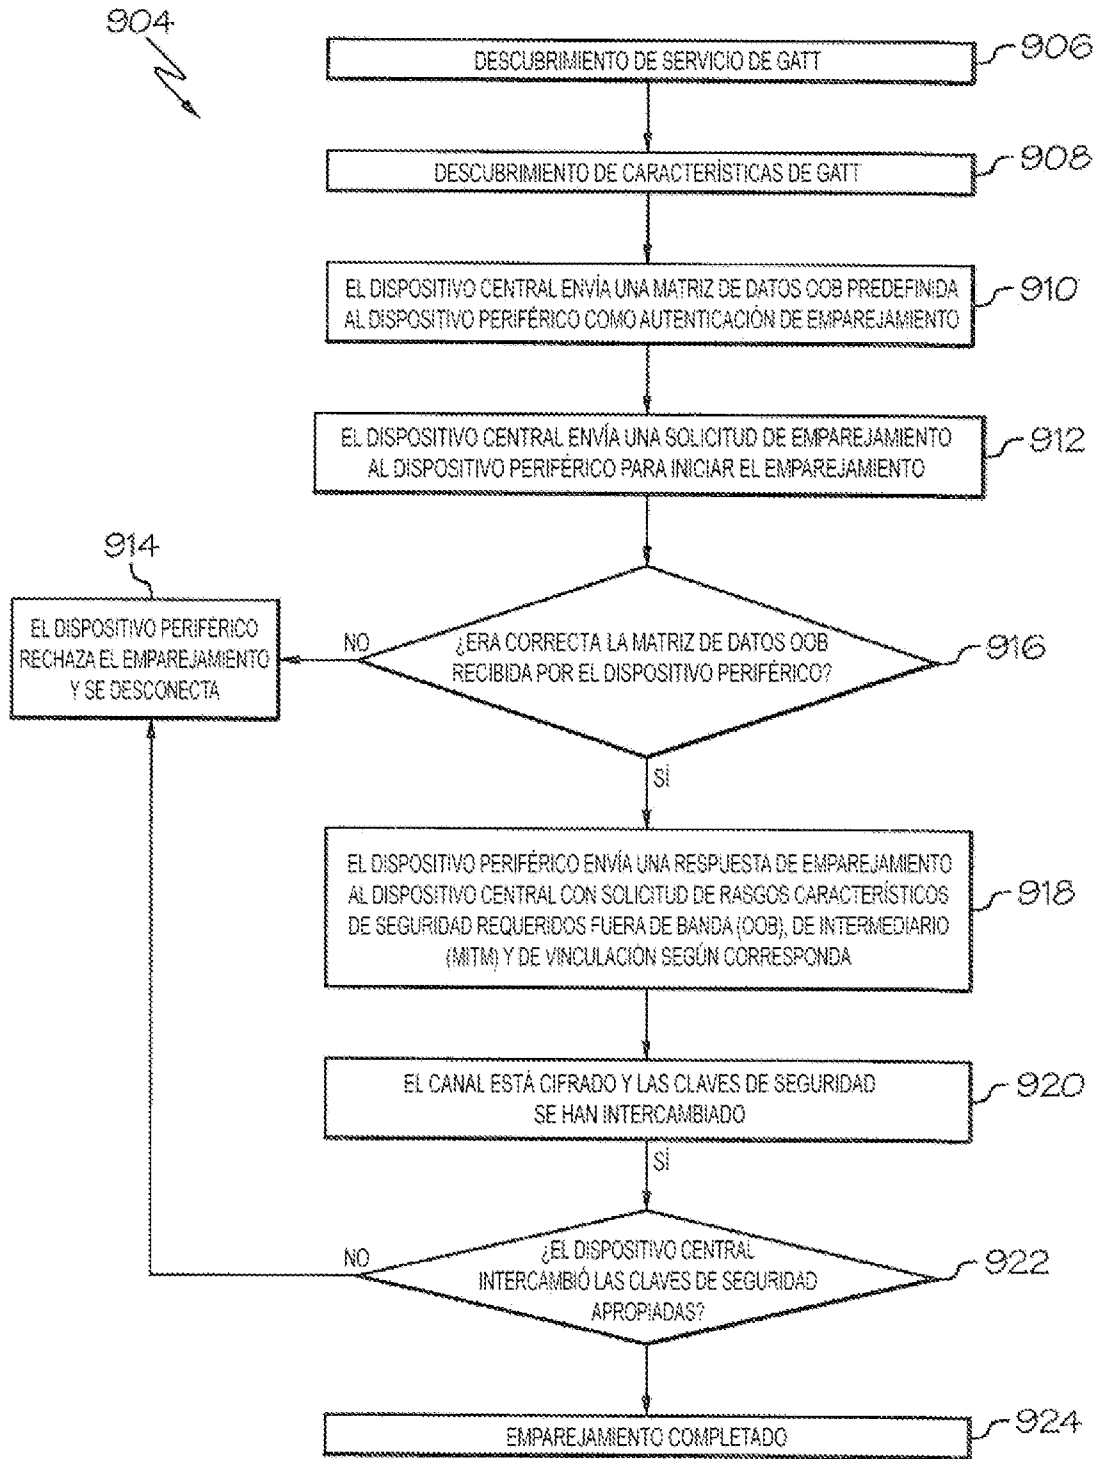 904
DESCUBRIMIENTO DE SERVICIO DE GATT
906
DESCUBRIMIENTO DE CARACTERÍSTICAS DE GATT
908
EL DISPOSITIVO CENTRAL ENVÍA UNA MATRIZ DE DATOS OOB PREDEFINIDA
AL DISPOSITIVO PERIFÉRICO COMO AUTENTICACIÓN DE EMPAREJAMIENTO
910
EL DISPOSITIVO CENTRAL ENVÍA UNA SOLICITUD DE EMPAREJAMIENTO
AL DISPOSITIVO PERIFÉRICO PARA INICIAR EL EMPAREJAMIENTO
912
914
EL DISPOSITIVO PERIFÉRICO
RECHAZA EL EMPAREJAMIENTO
Y SE DESCONECTA
NO
¿ERA CORRECTA LA MATRIZ DE DATOS OOB
RECIBIDA POR EL DISPOSITIVO PERIFÉRICO?
916
SÍ
EL DISPOSITIVO PERIFÉRICO ENVÍA UNA RESPUESTA DE EMPAREJAMIENTO
AL DISPOSITIVO CENTRAL CON SOLICITUD DE RASGOS CARACTERÍSTICOS
DE SEGURIDAD REQUERIDOS FUERA DE BANDA (OOB), DE INTERMEDIARIO
(MITM) Y DE VINCULACIÓN SEGÚN CORRESPONDA
918
EL CANAL ESTÁ CIFRADO Y LAS CLAVES DE SEGURIDAD
SE HAN INTERCAMBIADO
920
SÍ
NO
¿EL DISPOSITIVO CENTRAL
INTERCAMBIÓ LAS CLAVES DE SEGURIDAD
APROPIADAS?
922
EMPAREJAMIENTO COMPLETADO
924